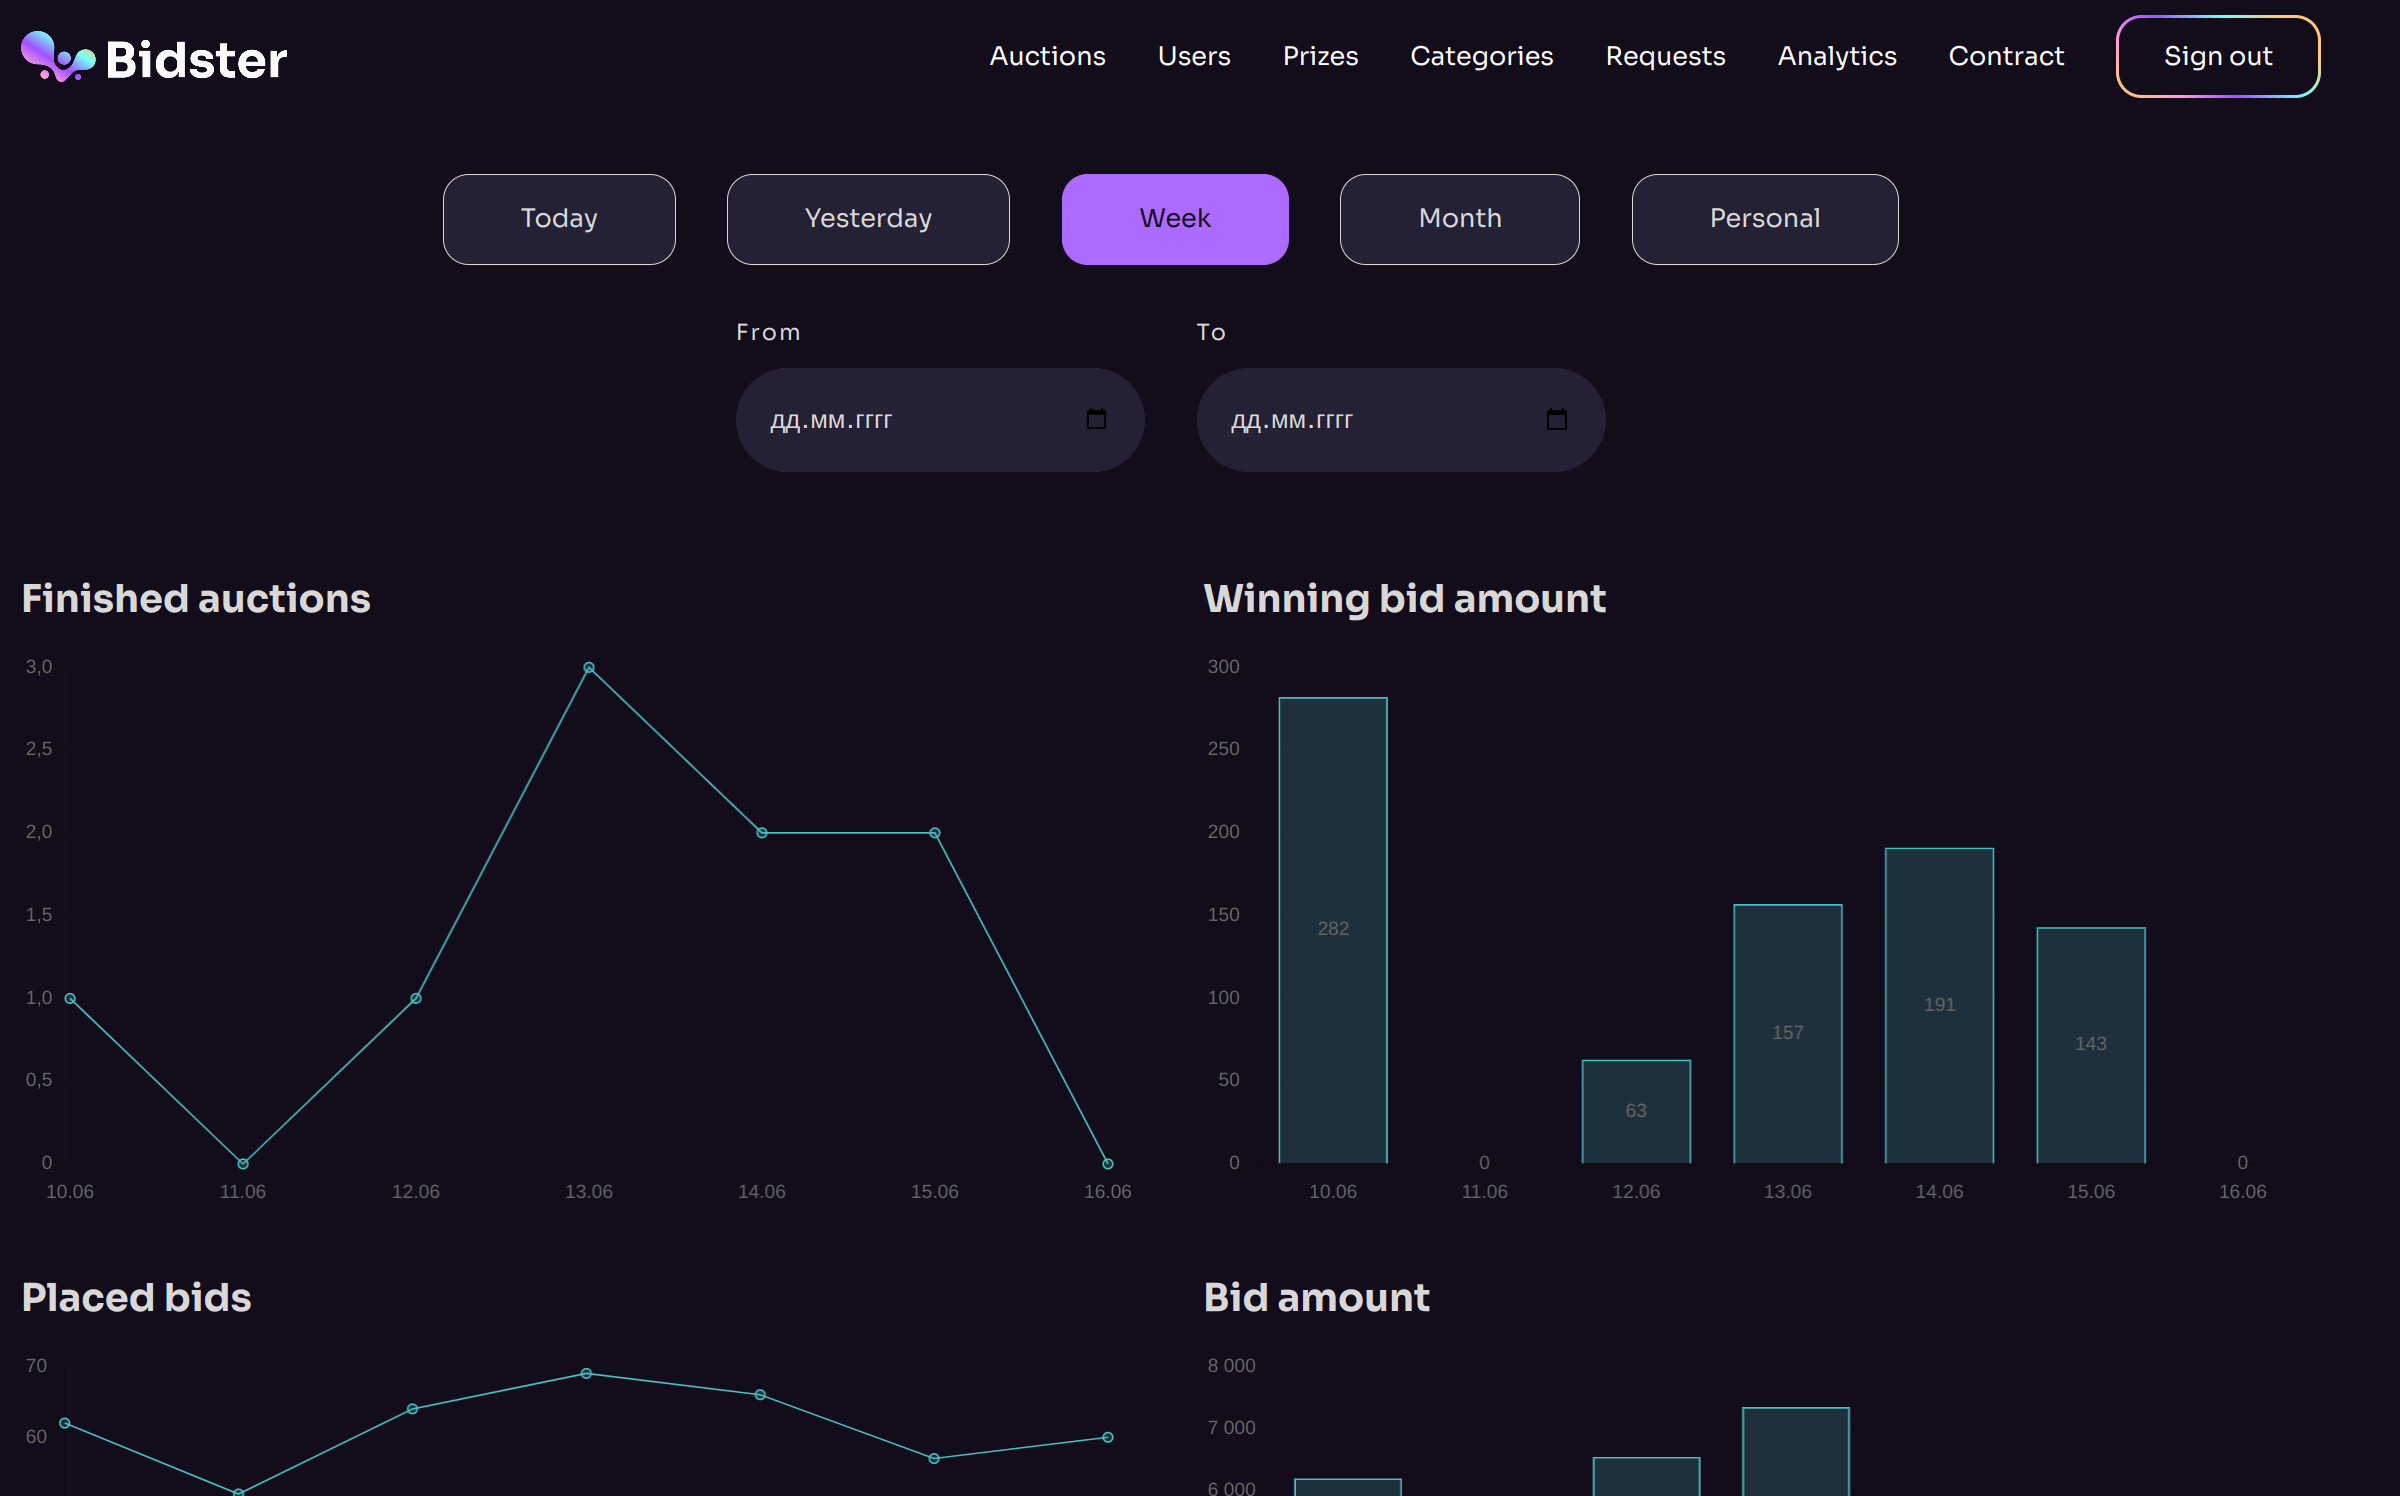 Bidster
Auctions Users Prizes Categories Requests Analytics Contract Sign out
Today Yesterday Week Month Personal
From To
дд.мм.гггг дд.мм.гггг
Finished auctions
3,0
2,5
2,0
1,5
1,0
0,5
0
10.06 11.06 12.06 13.06 14.06 15.06 16.06
Winning bid amount
300
250
200
150
100
50
0
282 0 63 157 191 143 0
10.06 11.06 12.06 13.06 14.06 15.06 16.06
Placed bids
70
60
Bid amount
8 000
7 000
6 000